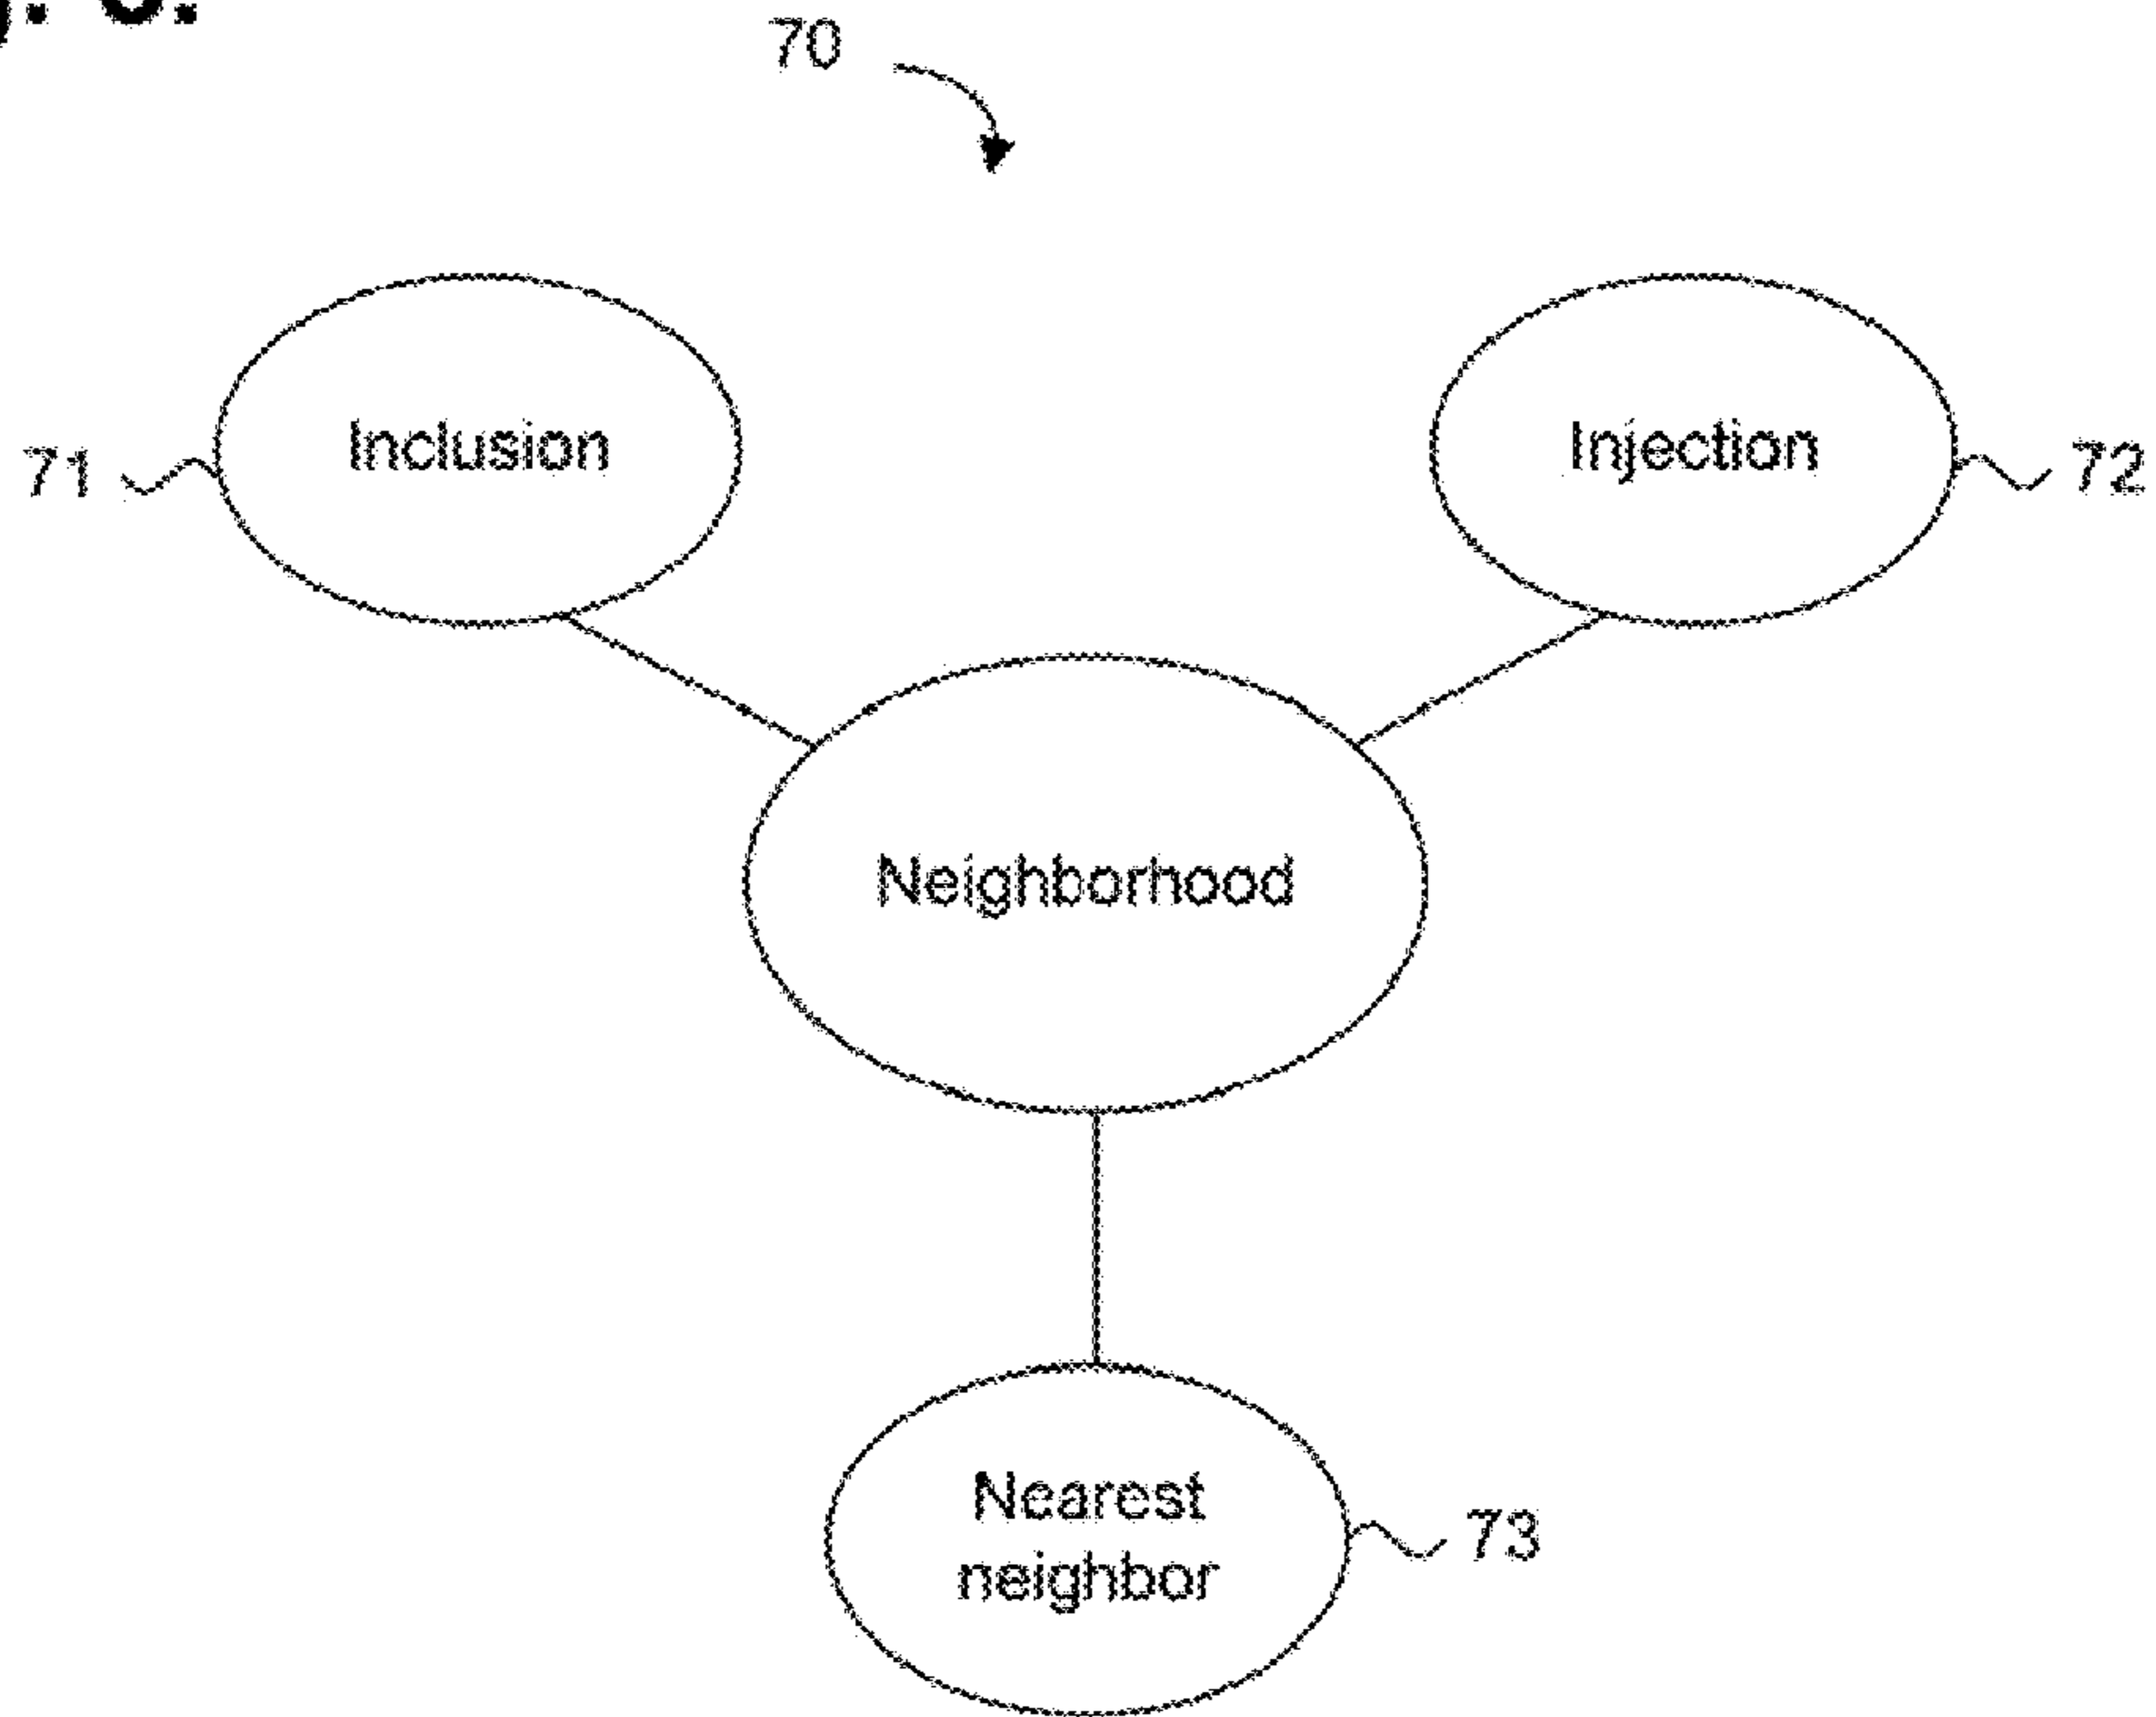 70
Inclusion
Injection
71
72
Neighborhood
Nearest
neighbor
73